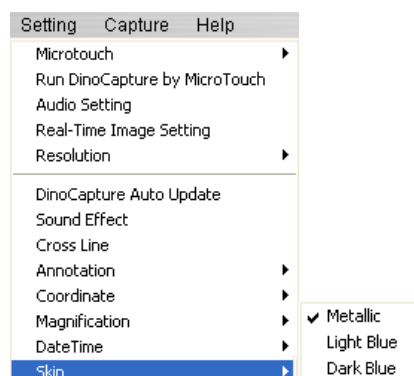 Setting Capture Help
Microtouch
Run DinoCapture by MicroTouch
Audio Setting
Real-Time Image Setting
Resolution
DinoCapture Auto Update
Sound Effect
Cross Line
Annotation
Coordinate
Magnification
DateTime
Skin
Metallic
Light Blue
Dark Blue